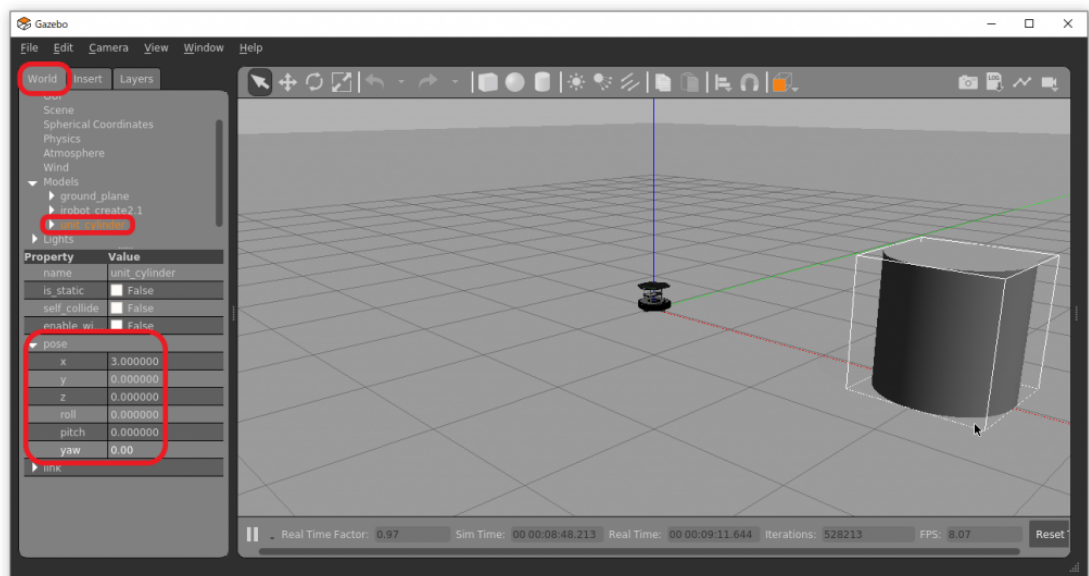 Gazebo
File Edit Camera View Window Help
World Insert Layers
GUI
Scene
Spherical Coordinates
Physics
Atmosphere
Wind
Models
ground_plane
irobot_create2.1
unit_cylinder
Lights
Property Value
name unit_cylinder
is_static False
self_collide False
enable_wi... False
pose
x 3.000000
y 0.000000
z 0.000000
roll 0.000000
pitch 0.000000
yaw 0.00
link
LOG
Real Time Factor: 0.97 Sim Time: 00 00:08:48.213 Real Time: 00 00:09:11.644 Iterations: 528213 FPS: 8.07 Reset T